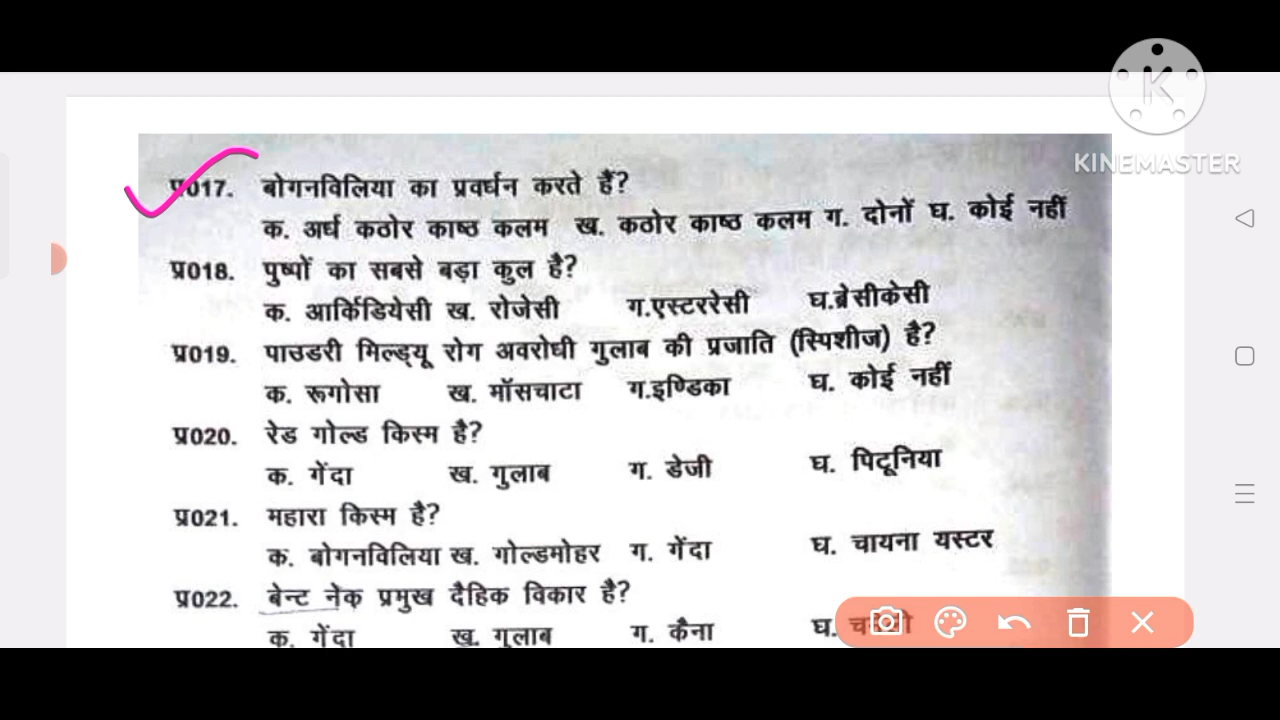 KINEMASTER
प्र017. बोगनविलिया का प्रवर्धन करते हैं?
क. अर्ध कठोर काष्ठ कलम ख. कठोर काष्ठ कलम ग. दोनों घ. कोई नहीं
प्र018. पुष्पों का सबसे बड़ा कुल है?
क. आर्किडियेसी ख. रोजेसी ग.एस्टररेसी घ.ब्रेसीकेसी
प्र019. पाउडरी मिल्ड्यू रोग अवरोधी गुलाब की प्रजाति (स्पिशीज) है?
क. रूगोसा ख. मॉसचाटा ग.इण्डिका घ. कोई नहीं
प्र020. रेड गोल्ड किस्म है?
क. गेंदा ख. गुलाब ग. डेजी घ. पिटूनिया
प्र021. महारा किस्म है?
क. बोगनविलिया ख. गोल्डमोहर ग. गेंदा घ. चायना यस्टर
प्र022. बेन्ट नेंक प्रमुख दैहिक विकार है?
क. गेंदा ख. गुलाब ग. कैना घ.